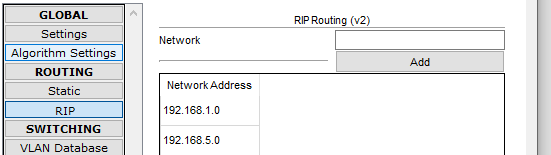 GLOBAL
Settings
Algorithm Settings
ROUTING
Static
RIP
SWITCHING
VLAN Database
RIP Routing (v2)
Network
Add
Network Address
192.168.1.0
192.168.5.0